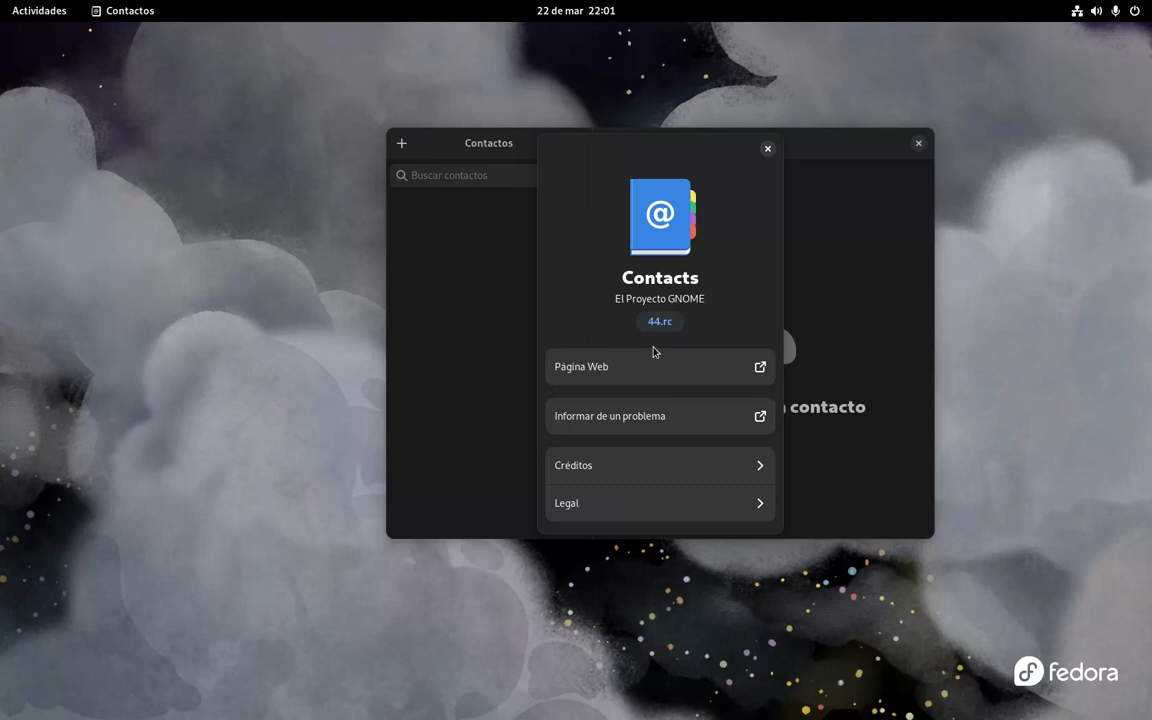 Actividades
Contactos
22 de mar 22:01
Contactos
Buscar contactos
@
Contacts
El Proyecto GNOME
44.rc
Página Web
Informar de un problema
Créditos
Legal
contacto
fedora